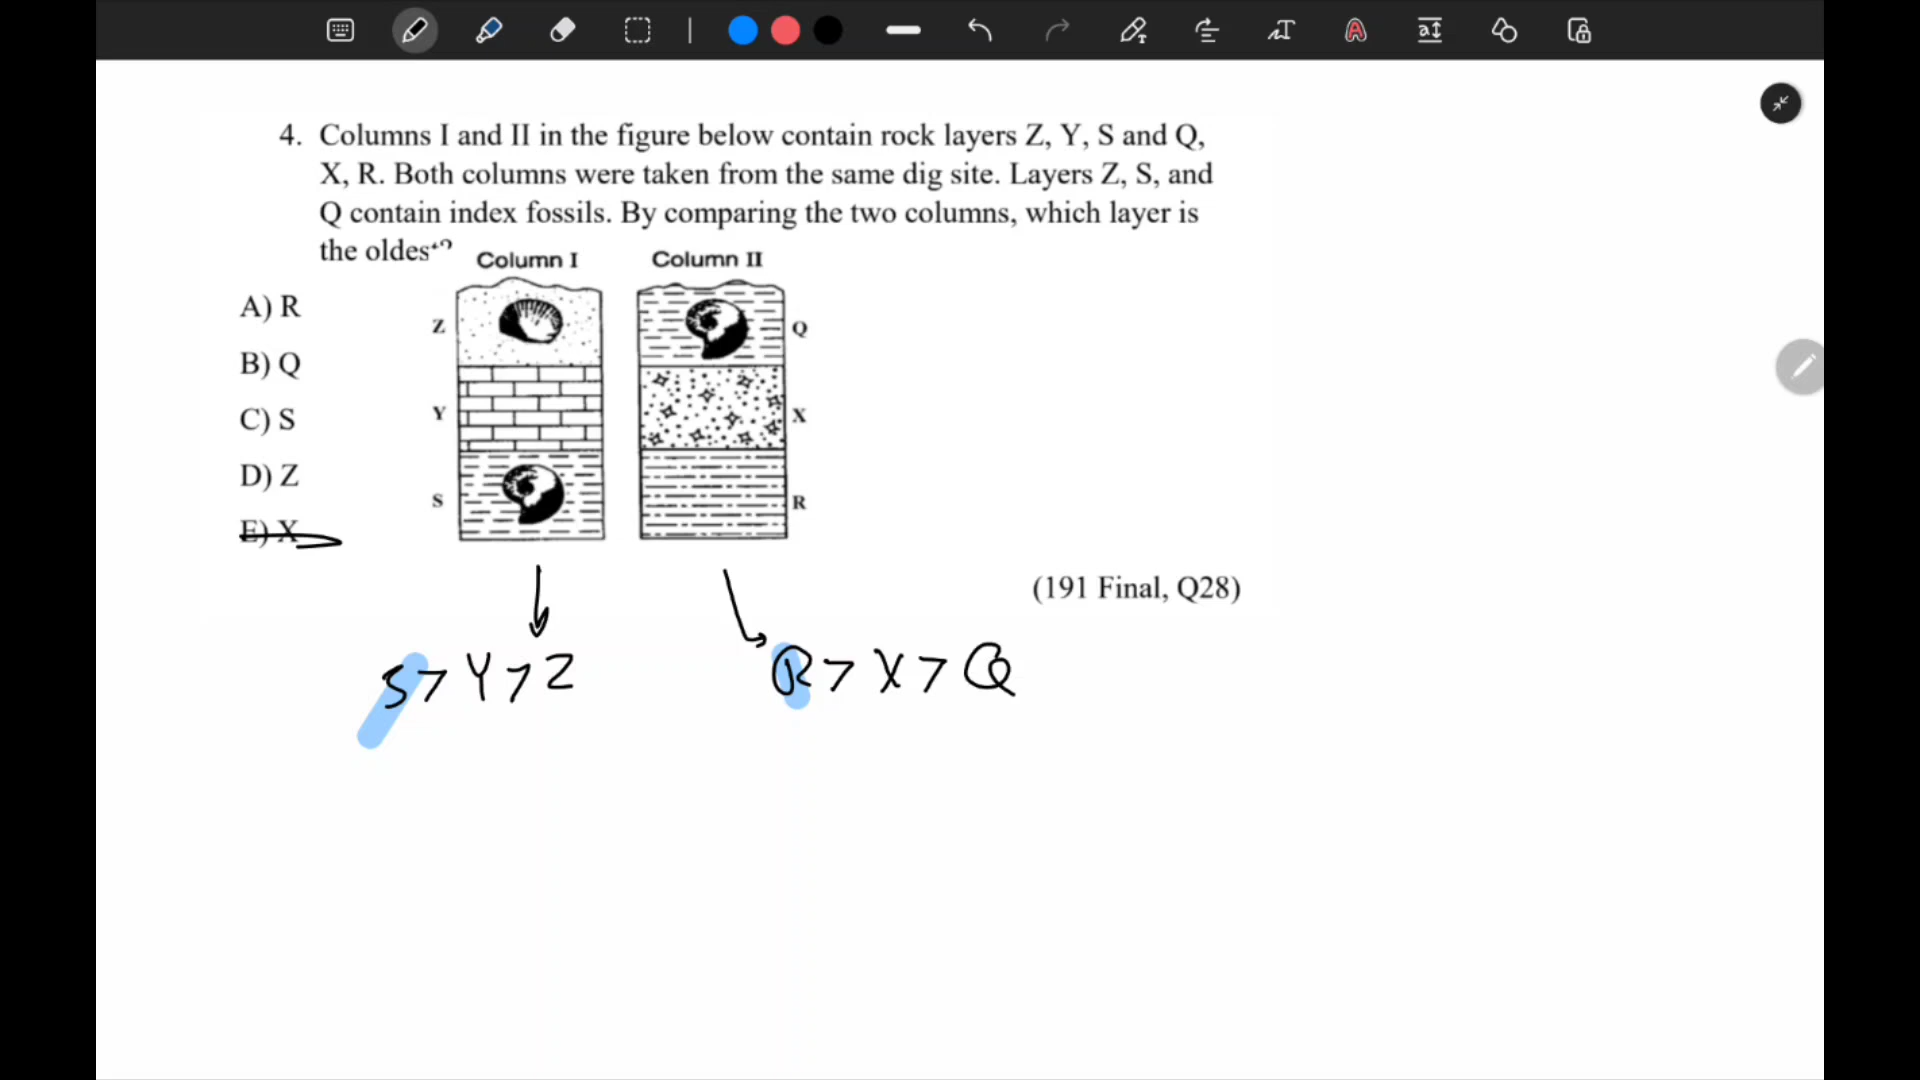 4. Columns I and II in the figure below contain rock layers Z, Y, S and Q,
X, R. Both columns were taken from the same dig site. Layers Z, S, and
Q contain index fossils. By comparing the two columns, which layer is
the oldest?
Column I Column II
A) R
B) Q
C) S
D) Z
E) X
Z
Y
S
Q
X
R
(191 Final, Q28)
S > Y > Z
R > X > Q